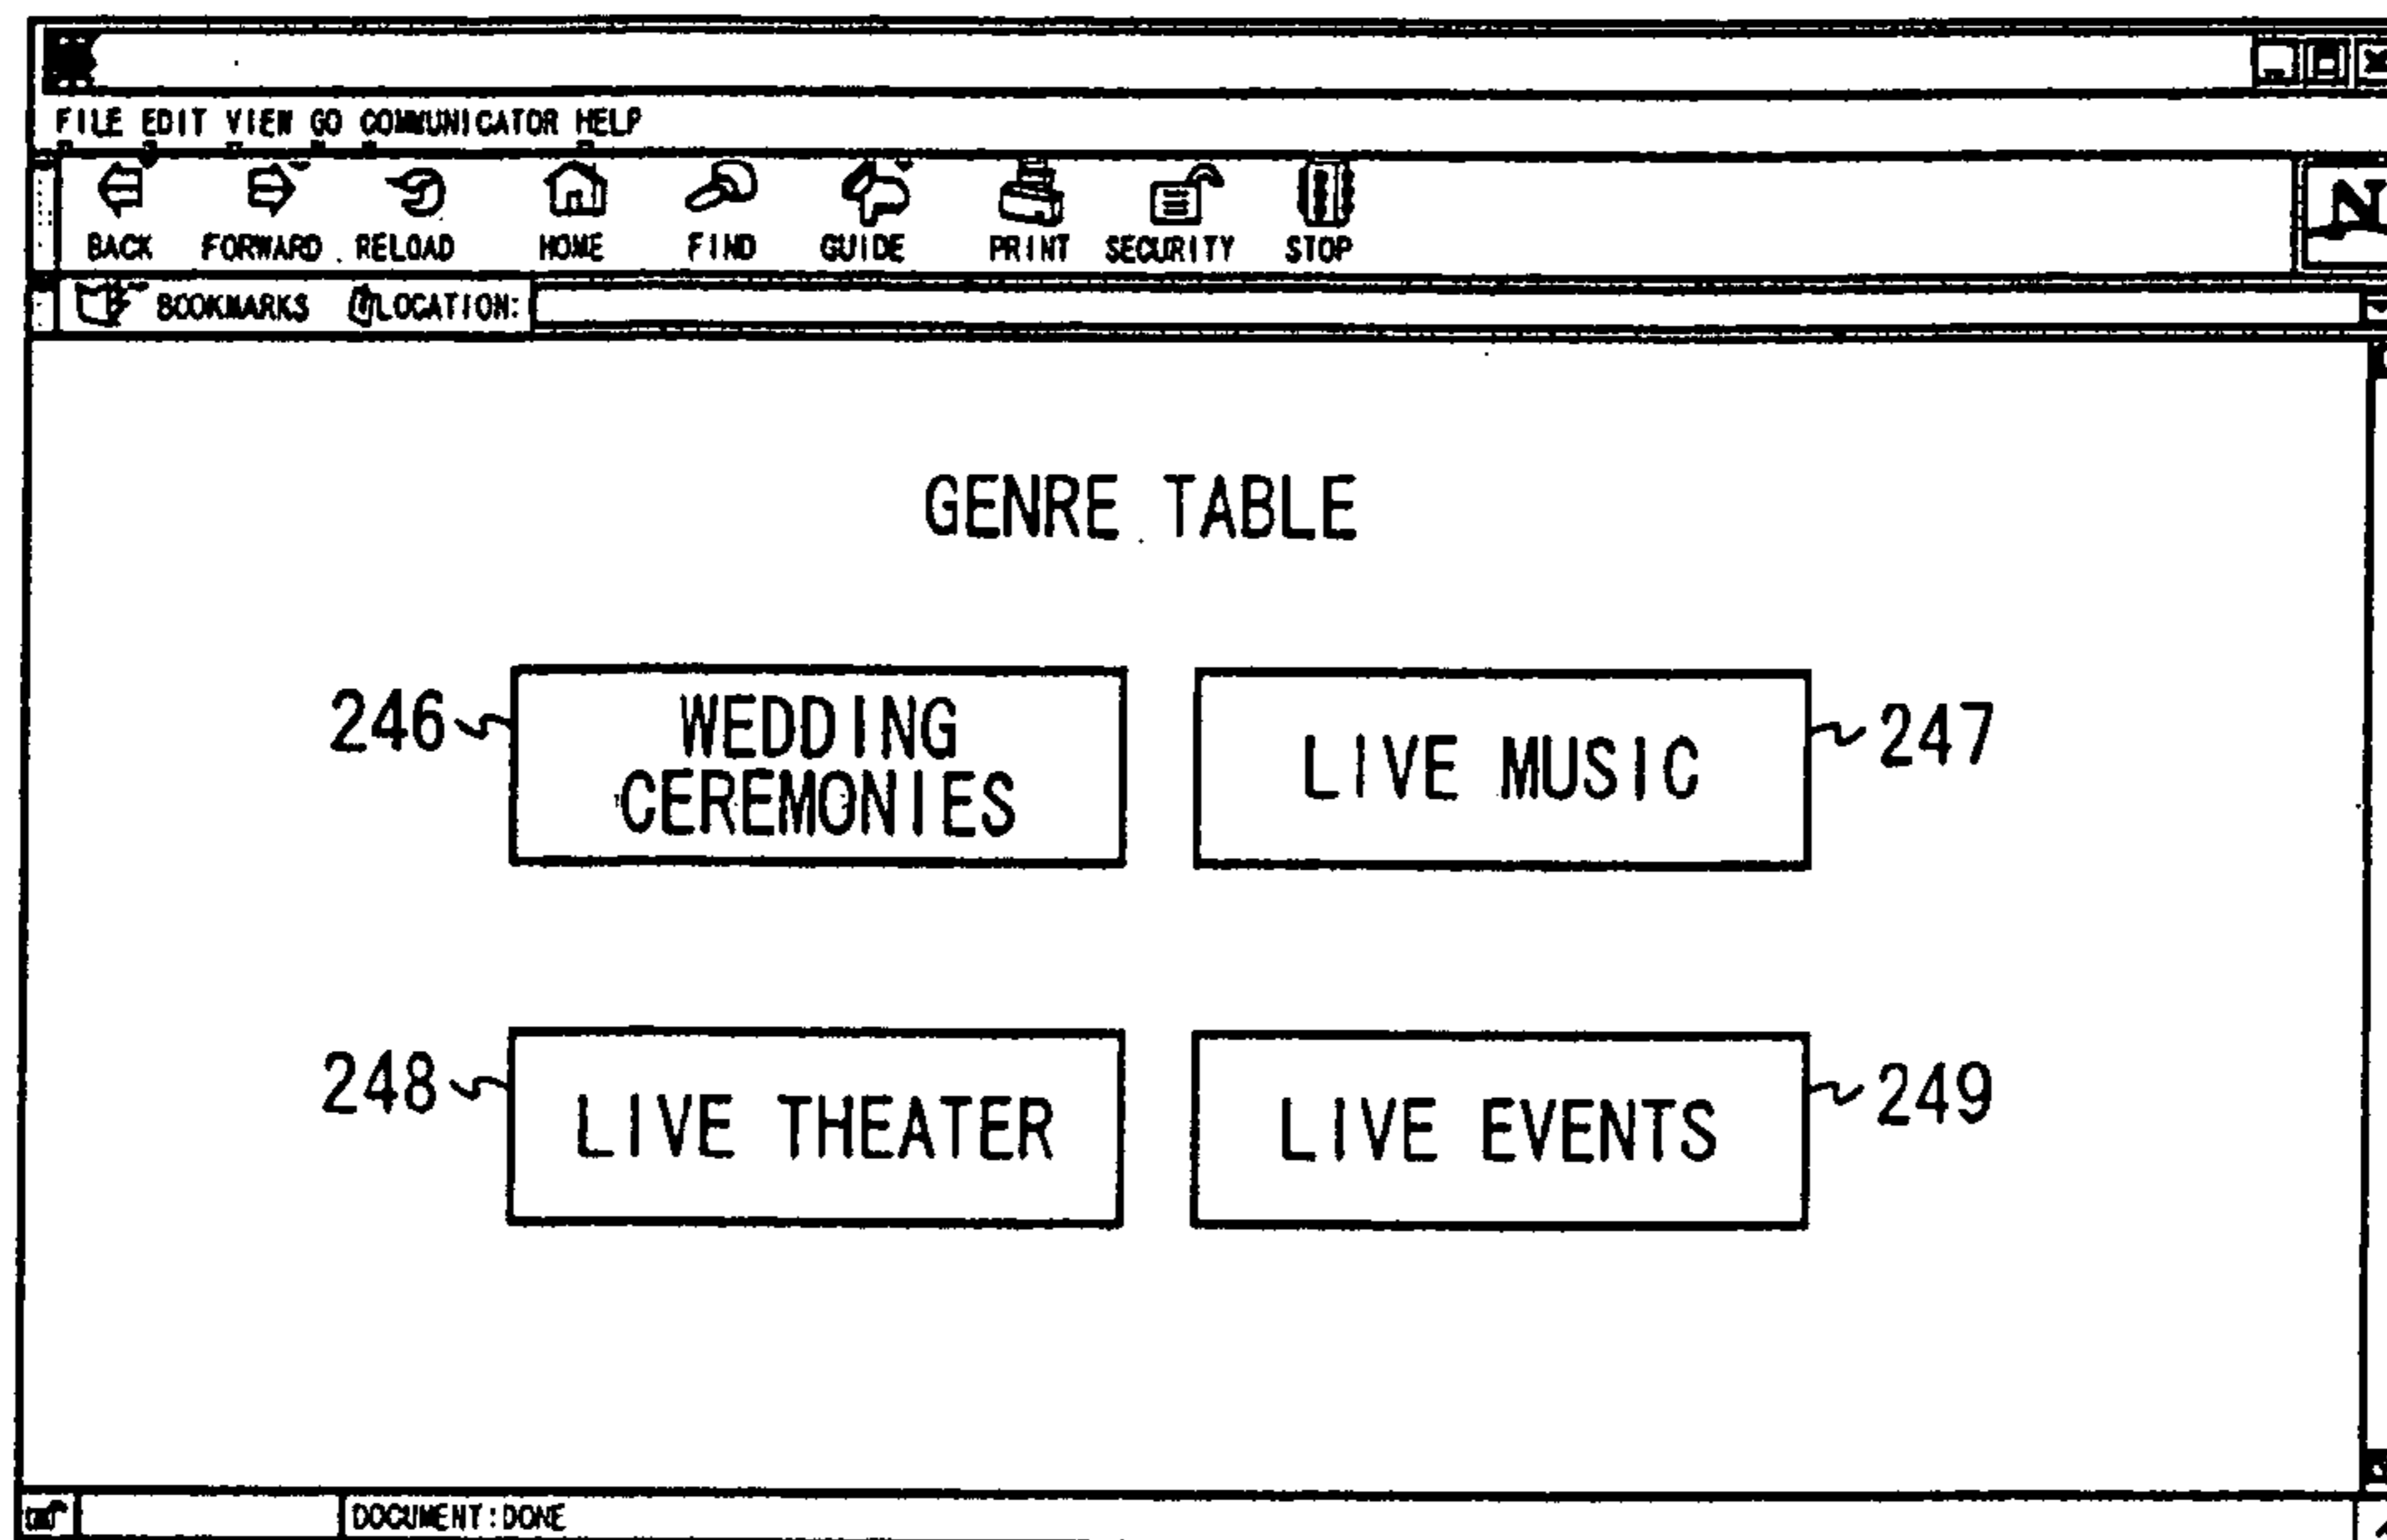 FILE EDIT VIEW GO COMMUNICATOR HELP
BACK FORWARD RELOAD HOME FIND GUIDE PRINT SECURITY STOP
N
BOOKMARKS LOCATION:
GENRE TABLE
246 WEDDING CEREMONIES
LIVE MUSIC 247
248 LIVE THEATER
LIVE EVENTS 249
DOCUMENT:DONE